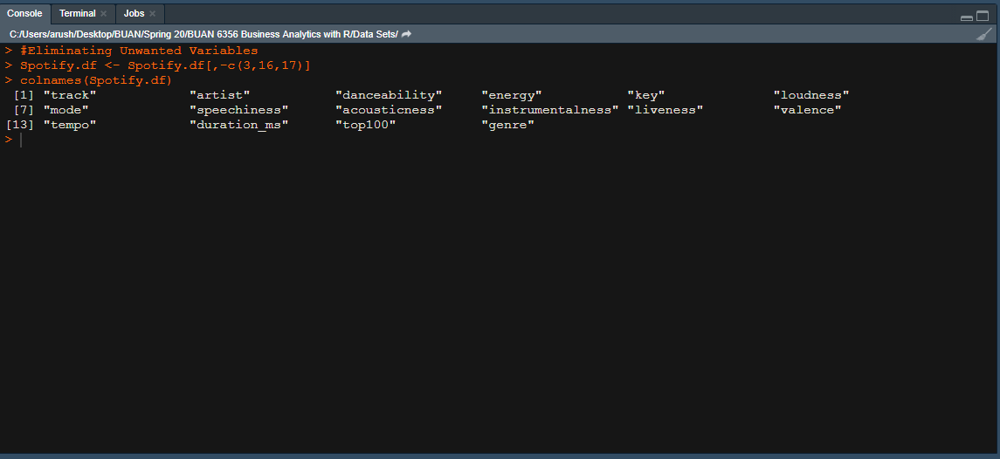 Console Terminal Jobs
C:/Users/arush/Desktop/BUAN/Spring 20/BUAN 6356 Business Analytics with R/Data Sets/
> #Eliminating Unwanted Variables
> Spotify.df <- Spotify.df[,-c(3,16,17)]
> colnames(Spotify.df)
[1] "track" "artist" "danceability" "energy" "key" "loudness"
[7] "mode" "speechiness" "acousticness" "instrumentalness" "liveness" "valence"
[13] "tempo" "duration_ms" "top100" "genre"
>